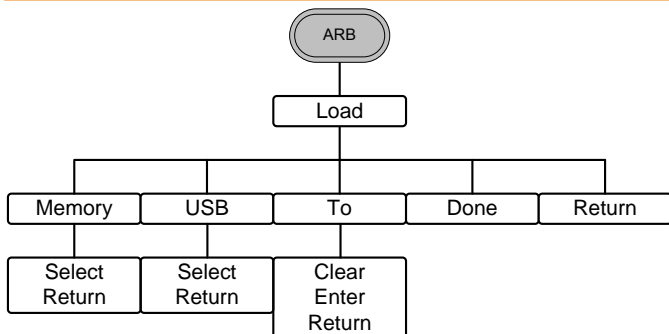 ARB
Load
Memory
USB
To
Done
Return
Select
Return
Select
Return
Clear
Enter
Return